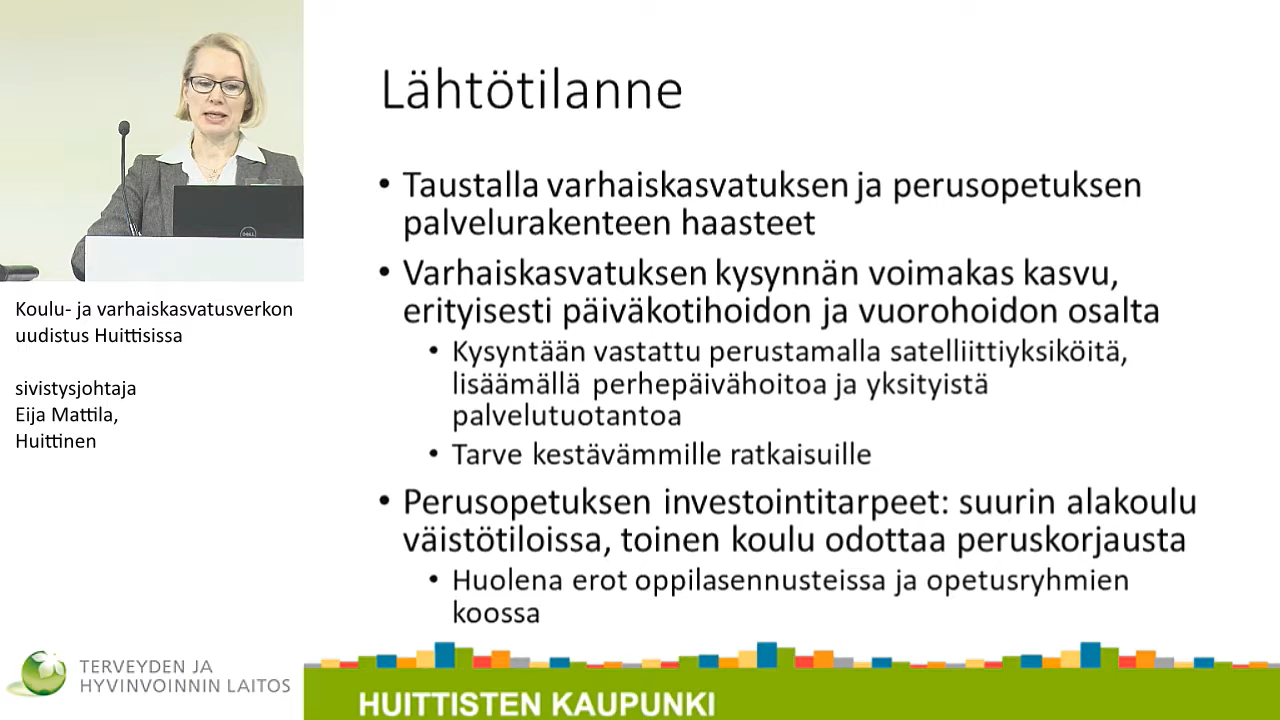 Lähtötilanne
• Taustalla varhaiskasvatuksen ja perusopetuksen
palvelurakenteen haasteet
• Varhaiskasvatuksen kysynnän voimakas kasvu,
erityisesti päiväkotihoidon ja vuorohoidon osalta
• Kysyntään vastattu perustamalla satelliittiyksiköitä,
lisäämällä perhepäivähoitoa ja yksityistä
palvelutuotantoa
• Tarve kestävämmille ratkaisuille
• Perusopetuksen investointitarpeet: suurin alakoulu
väistötiloissa, toinen koulu odottaa peruskorjausta
• Huolena erot oppilasennusteissa ja opetusryhmien
koossa
Koulu- ja varhaiskasvatusverkon
uudistus Huittisissa
sivistysjohtaja
Eija Mattila,
Huittinen
TERVEYDEN JA
HYVINVOINNIN LAITOS
HUITTISTEN KAUPUNKI
DELL